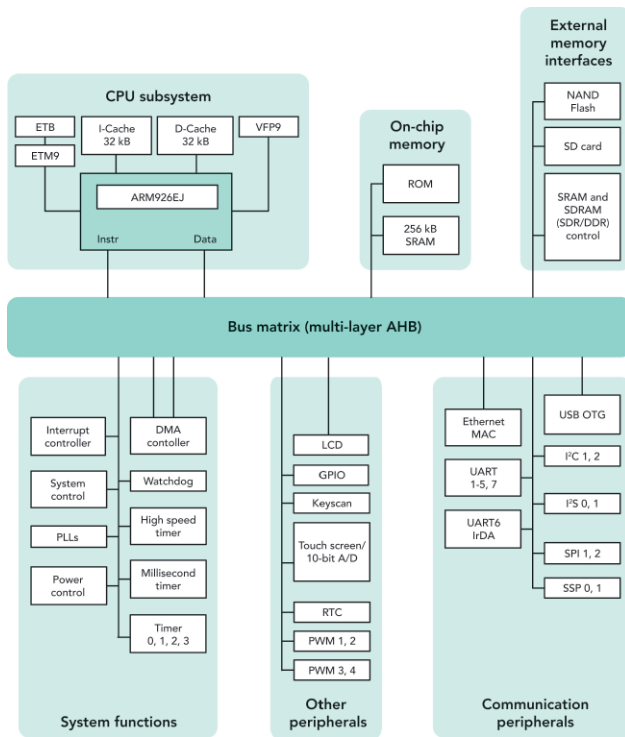 CPU subsystem
ETB
ETM9
I-Cache
32 kB
D-Cache
32 kB
VFP9
ARM926EJ
Instr
Data
On-chip
memory
ROM
256 kB
SRAM
External
memory
interfaces
NAND
Flash
SD card
SRAM and
SDRAM
(SDR/DDR)
control
Bus matrix (multi-layer AHB)
Interrupt
controller
System
control
PLLs
Power
control
DMA
contoller
Watchdog
High speed
timer
Millisecond
timer
Timer
0, 1, 2, 3
System functions
LCD
GPIO
Keyscan
Touch screen/
10-bit A/D
RTC
PWM 1, 2
PWM 3, 4
Other
peripherals
Ethernet
MAC
UART
1-5, 7
UART6
IrDA
USB OTG
I²C 1, 2
I²S 0, 1
SPI 1, 2
SSP 0, 1
Communication
peripherals